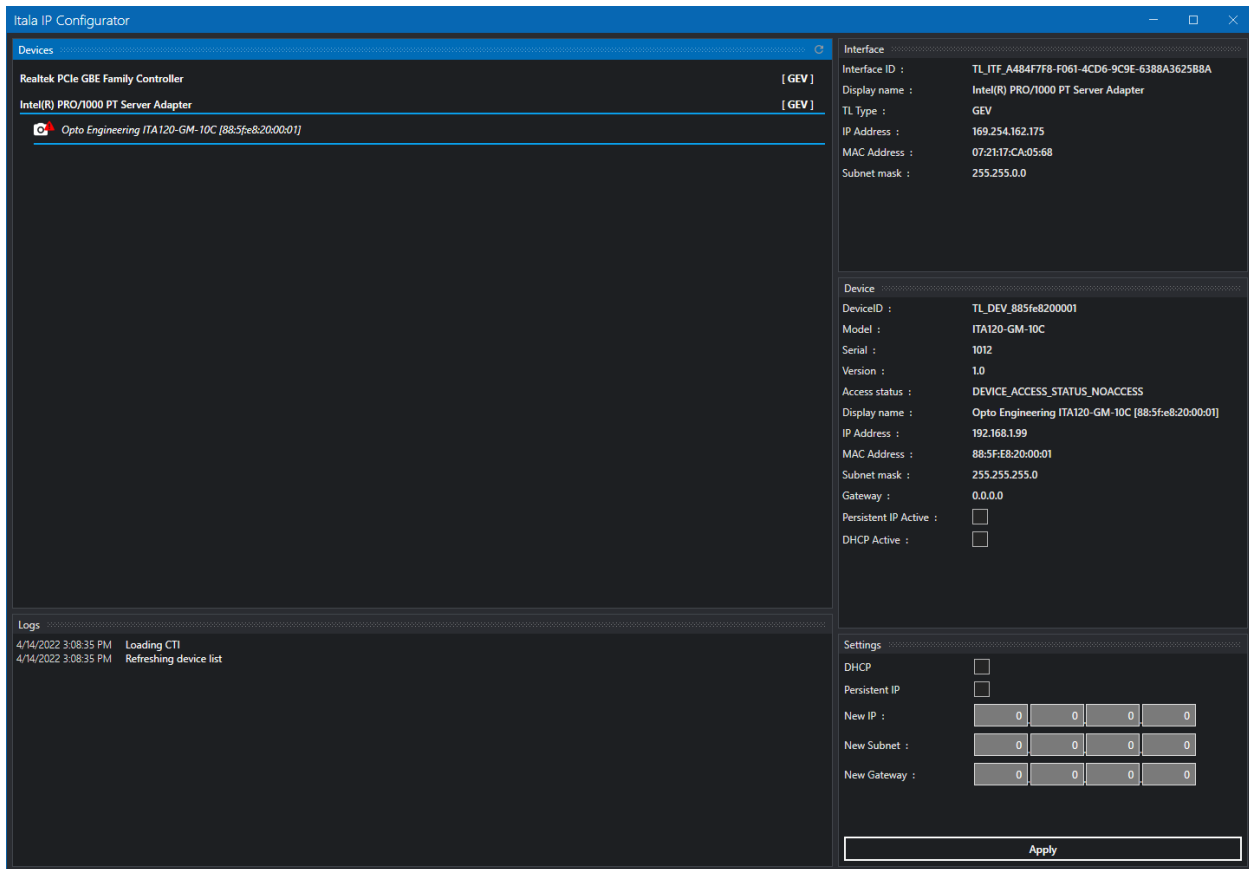 Itala IP Configurator
Devices
Realtek PCIe GBE Family Controller [ GEV ]
Intel(R) PRO/1000 PT Server Adapter [ GEV ]
Opto Engineering ITA120-GM-10C [88:5f:e8:20:00:01]
Logs
4/14/2022 3:08:35 PM Loading CTI
4/14/2022 3:08:35 PM Refreshing device list
Interface
Interface ID : TL_ITF_A484F7F8-F061-4CD6-9C9E-6388A3625B8A
Display name : Intel(R) PRO/1000 PT Server Adapter
TL Type : GEV
IP Address : 169.254.162.175
MAC Address : 07:21:17:CA:05:68
Subnet mask : 255.255.0.0
Device
DeviceID : TL_DEV_885fe8200001
Model : ITA120-GM-10C
Serial : 1012
Version : 1.0
Access status : DEVICE_ACCESS_STATUS_NOACCESS
Display name : Opto Engineering ITA120-GM-10C [88:5f:e8:20:00:01]
IP Address : 192.168.1.99
MAC Address : 88:5F:E8:20:00:01
Subnet mask : 255.255.255.0
Gateway : 0.0.0.0
Persistent IP Active :
DHCP Active :
Settings
DHCP
Persistent IP
New IP : 0 . 0 . 0 . 0
New Subnet : 0 . 0 . 0 . 0
New Gateway : 0 . 0 . 0 . 0
Apply